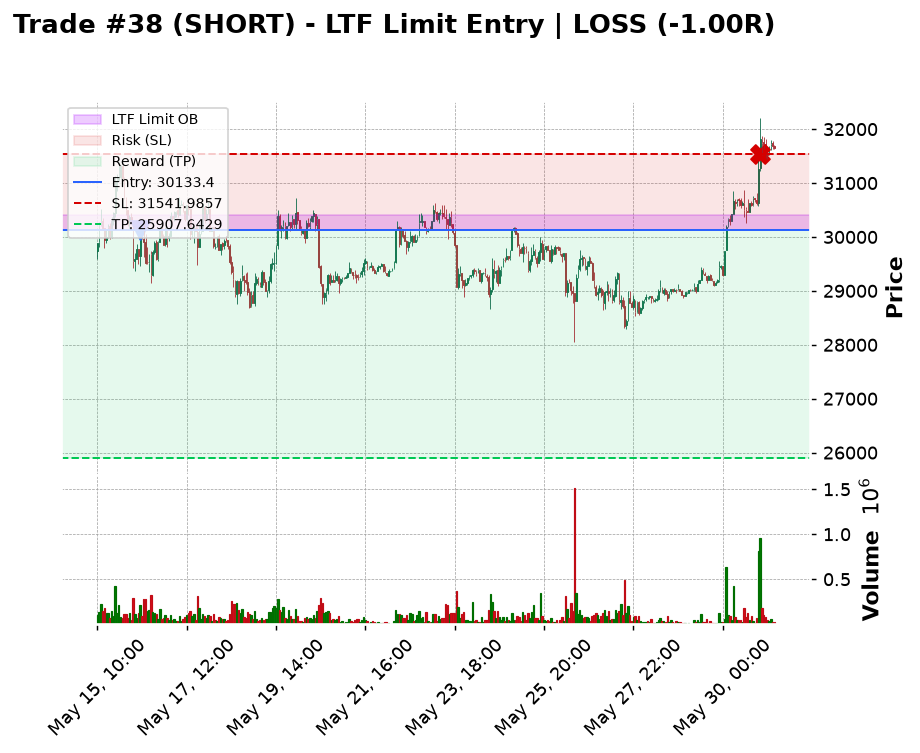 Trade #38 (SHORT) - LTF Limit Entry | LOSS (-1.00R)
LTF Limit OB
Risk (SL)
Reward (TP)
Entry: 30133.4
SL: 31541.9857
TP: 25907.6429
32000
31000
30000
29000
28000
27000
26000
Price
1.5
1.0
0.5
Volume 10⁶
May 15, 10:00
May 17, 12:00
May 19, 14:00
May 21, 16:00
May 23, 18:00
May 25, 20:00
May 27, 22:00
May 30, 00:00